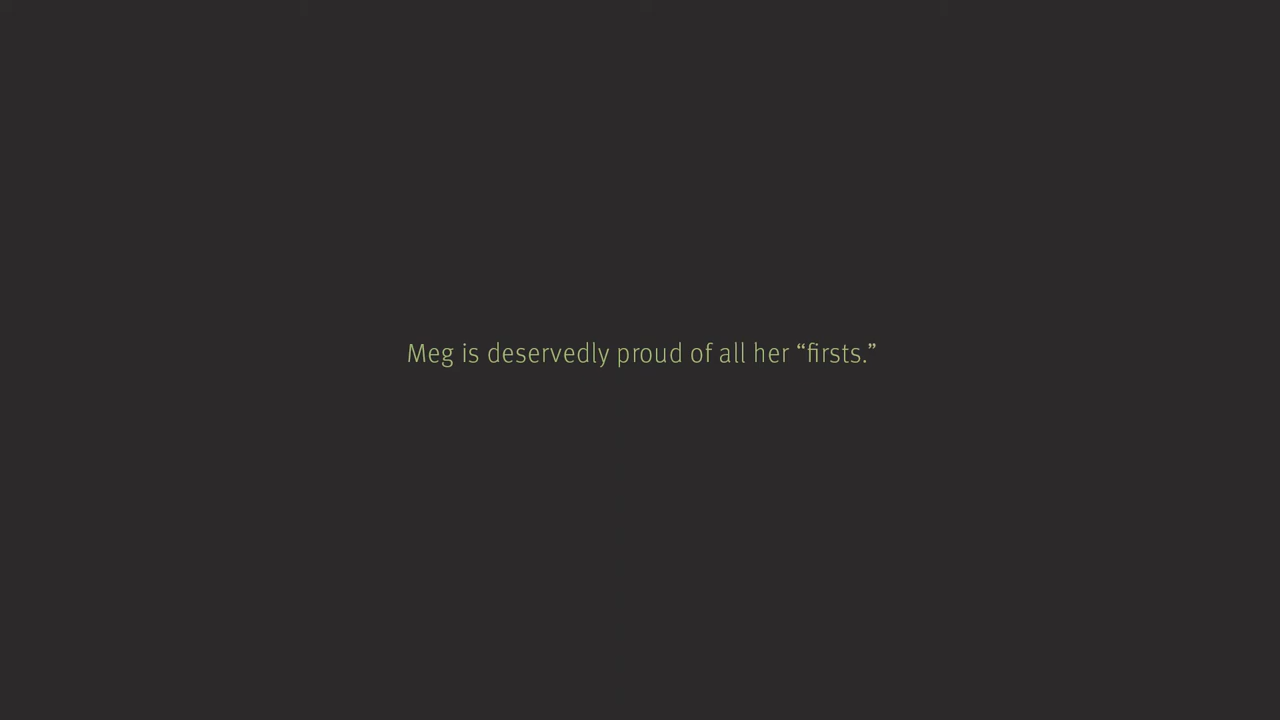 Meg is deservedly proud of all her “firsts.”